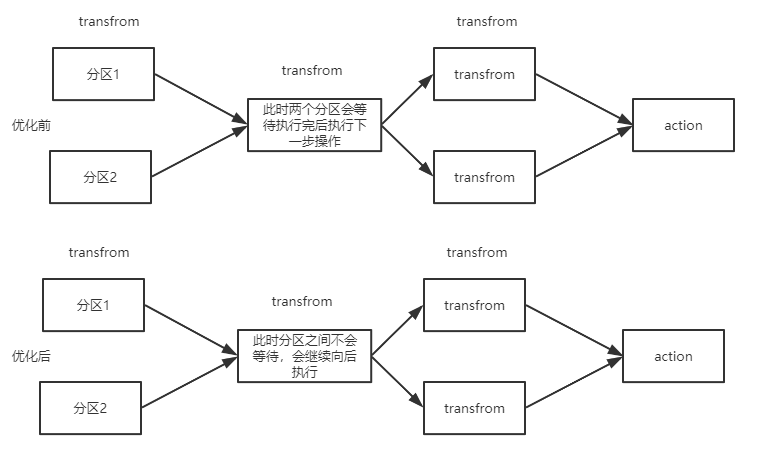 transfrom
transfrom
分区1
transfrom
transfrom
此时两个分区会等
待执行完后执行下
一步操作
优化前
action
分区2
transfrom
transfrom
transfrom
分区1
transfrom
transfrom
此时分区之间不会
等待，会继续向后
执行
优化后
action
分区2
transfrom